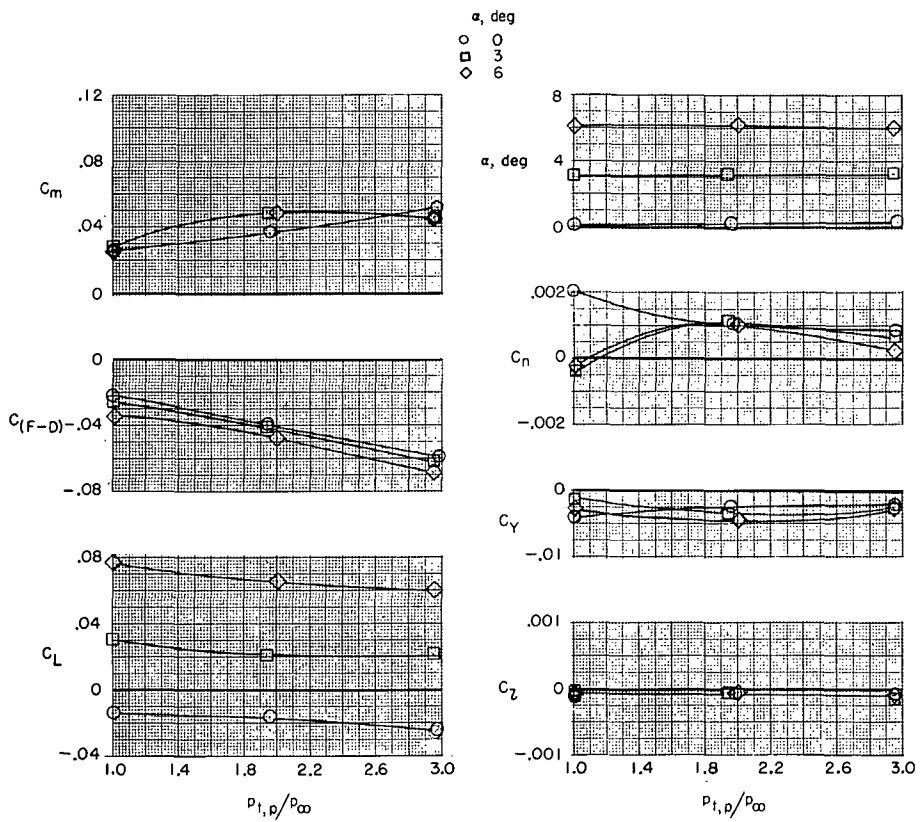 α, deg
○ 0
□ 3
◇ 6
.12
.08
C_m
.04
0
0
C_(F-D) -.04
-.08
.08
.04
C_L
0
-.04
1.0 1.4 1.8 2.2 2.6 3.0
p_t,p/p_∞
8
α, deg 4
0
.002
C_n 0
-.002
0
C_Y
-.01
.001
C_l 0
-.001
1.0 1.4 1.8 2.2 2.6 3.0
p_t,p/p_∞